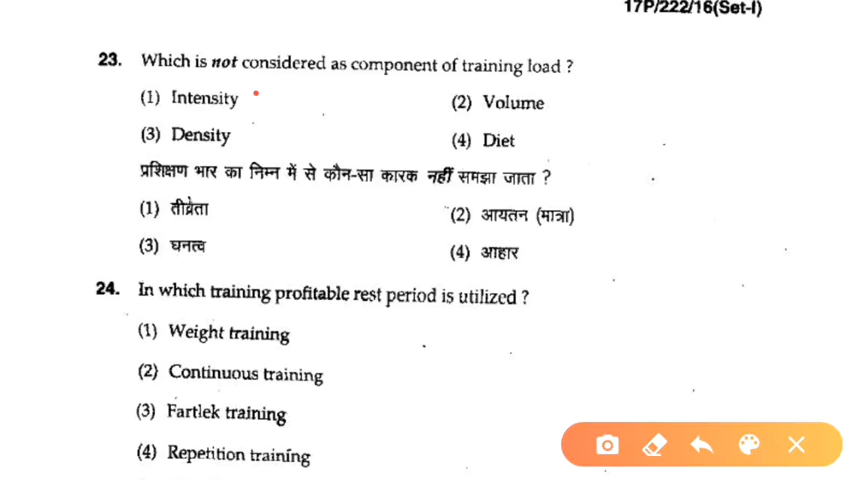 17P/222/16(Set-I)
23. Which is not considered as component of training load ?
(1) Intensity (2) Volume
(3) Density (4) Diet
प्रशिक्षण भार का निम्न में से कौन-सा कारक नहीं समझा जाता ?
(1) तीव्रता (2) आयतन (मात्रा)
(3) घनत्व (4) आहार
24. In which training profitable rest period is utilized ?
(1) Weight training
(2) Continuous training
(3) Fartlek training
(4) Repetition training